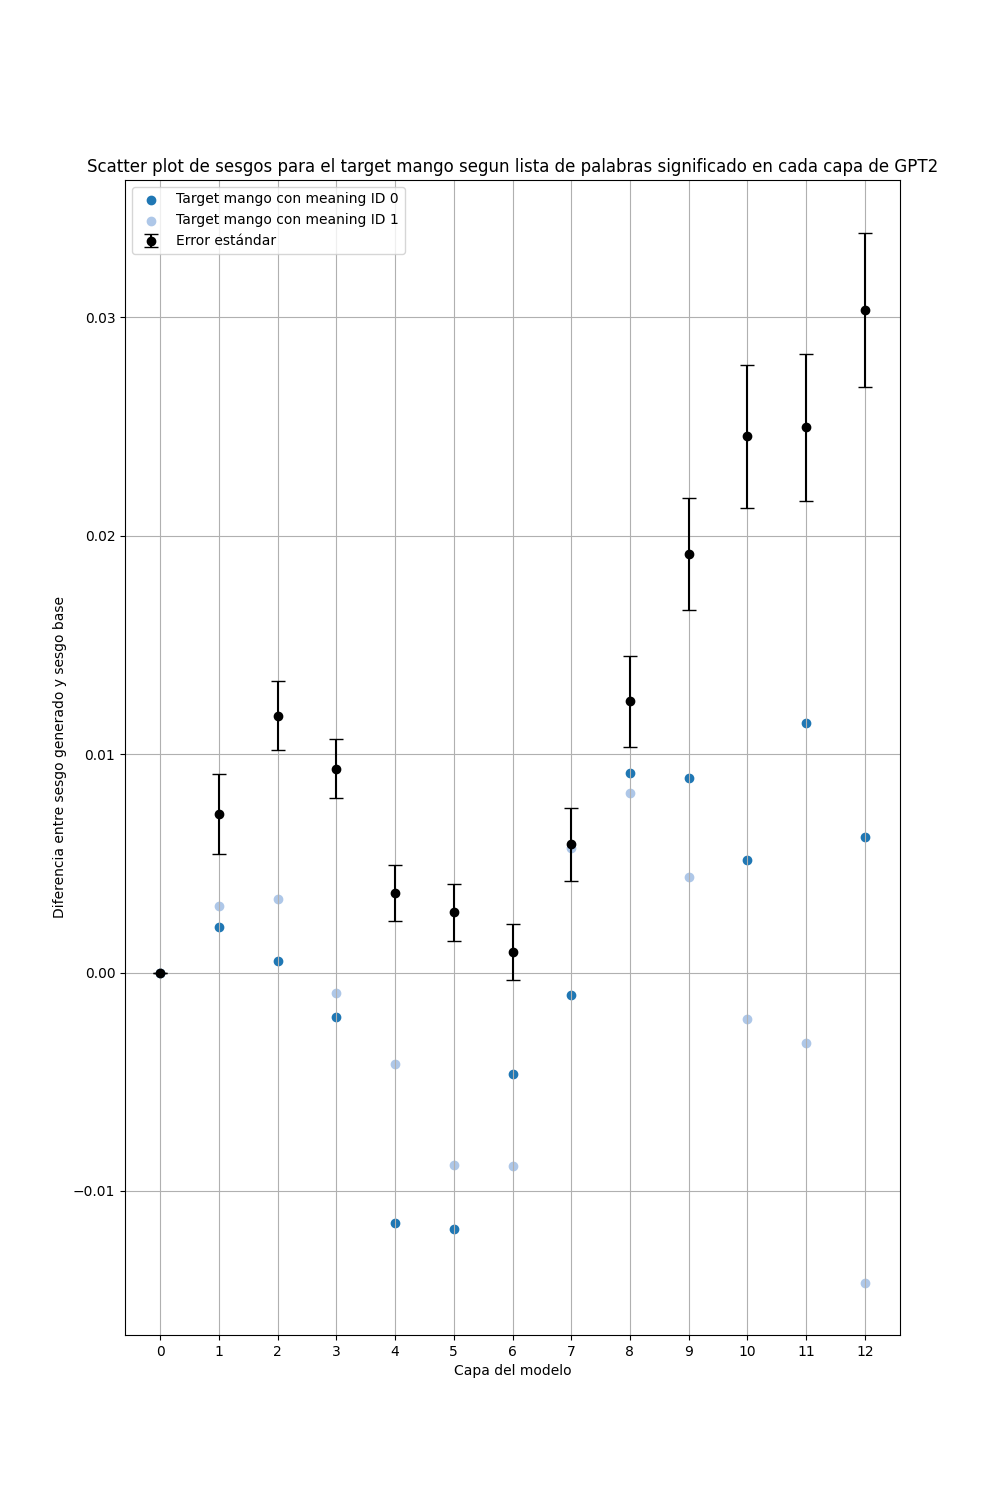 Scatter plot de sesgos para el target mango segun lista de palabras significado en cada capa de GPT2
Target mango con meaning ID 0
Target mango con meaning ID 1
Error estándar
0.03
0.02
0.01
0.00
−0.01
Diferencia entre sesgo generado y sesgo base
0 1 2 3 4 5 6 7 8 9 10 11 12
Capa del modelo